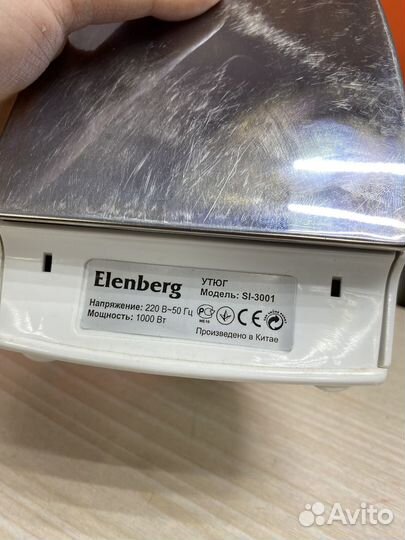 Elenberg
УТЮГ
Модель: SI-3001
Напряжение: 220 В~50 Гц
Мощность: 1000 Вт
Произведено в Китае
Avito